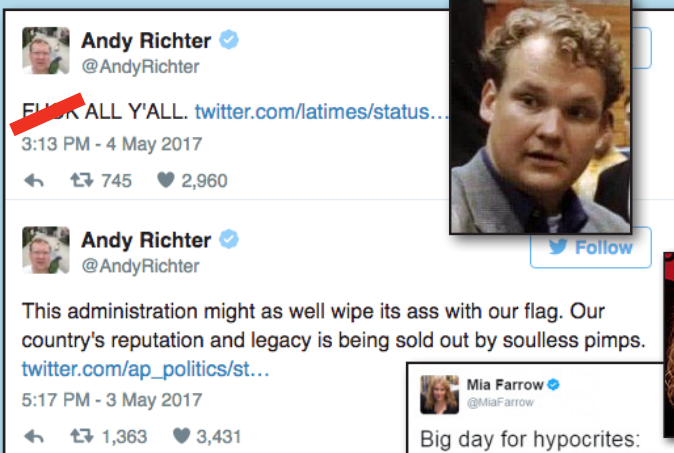 Andy Richter
@AndyRichter
FUCK ALL Y'ALL. twitter.com/latimes/status...
3:13 PM - 4 May 2017
745 2,960
Andy Richter
@AndyRichter
Follow
This administration might as well wipe its ass with our flag. Our
country's reputation and legacy is being sold out by soulless pimps.
twitter.com/ap_politics/st...
5:17 PM - 3 May 2017
1,363 3,431
Mia Farrow
@MiaFarrow
Big day for hypocrites: